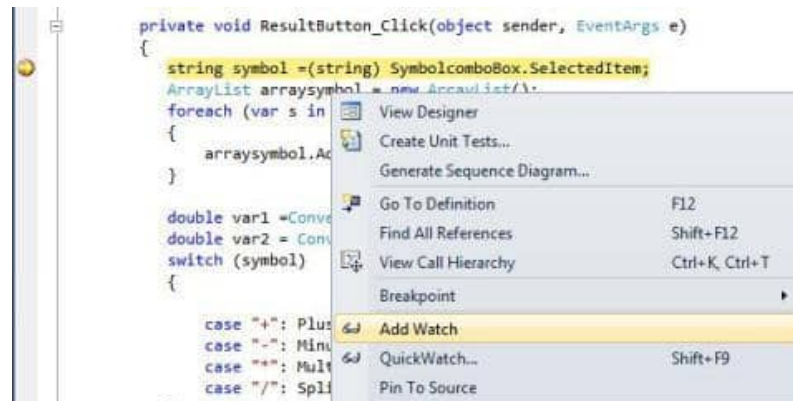 private void ResultButton_Click(object sender, EventArgs e)
{
string symbol =(string) SymbolcomboBox.SelectedItem;
ArrayList arraysymbol = new ArrayList();
foreach (var s in
View Designer
{
Create Unit Tests...
arraysymbol.Ad
Generate Sequence Diagram...
}
Go To Definition F12
double var1 =Conve
Find All References Shift+F12
double var2 = Conv
switch (symbol)
View Call Hierarchy Ctrl+K, Ctrl+T
{
Breakpoint
case "+": Plus
Add Watch
case "-": Minu
case "*": Mult
QuickWatch... Shift+F9
case "/": Spli
Pin To Source